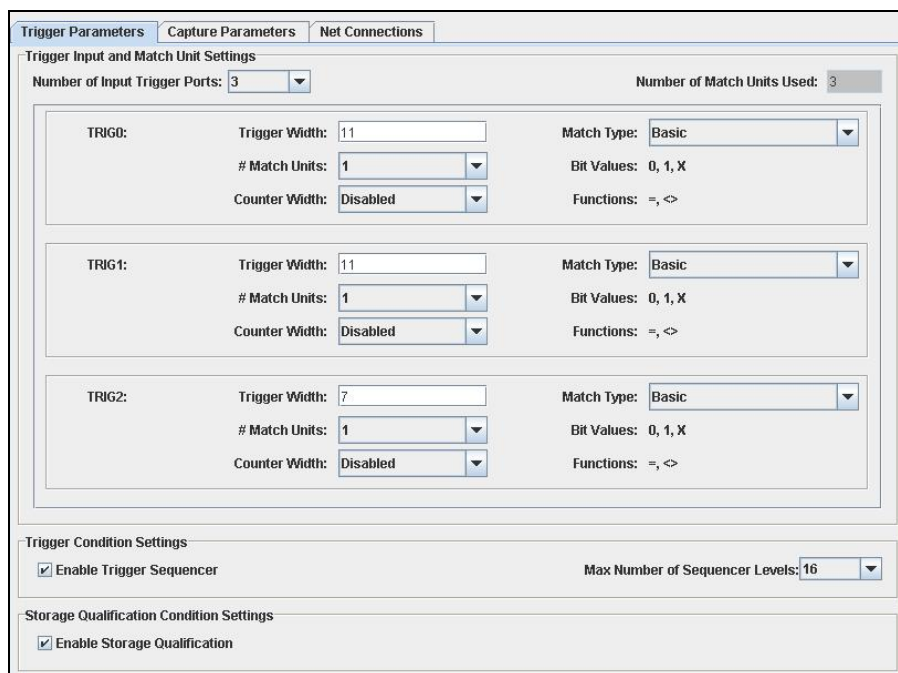 Trigger Parameters Capture Parameters Net Connections
Trigger Input and Match Unit Settings
Number of Input Trigger Ports: 3 Number of Match Units Used: 3
TRIG0: Trigger Width: 11 Match Type: Basic
# Match Units: 1 Bit Values: 0, 1, X
Counter Width: Disabled Functions: =, <>
TRIG1: Trigger Width: 11 Match Type: Basic
# Match Units: 1 Bit Values: 0, 1, X
Counter Width: Disabled Functions: =, <>
TRIG2: Trigger Width: 7 Match Type: Basic
# Match Units: 1 Bit Values: 0, 1, X
Counter Width: Disabled Functions: =, <>
Trigger Condition Settings
Enable Trigger Sequencer Max Number of Sequencer Levels: 16
Storage Qualification Condition Settings
Enable Storage Qualification